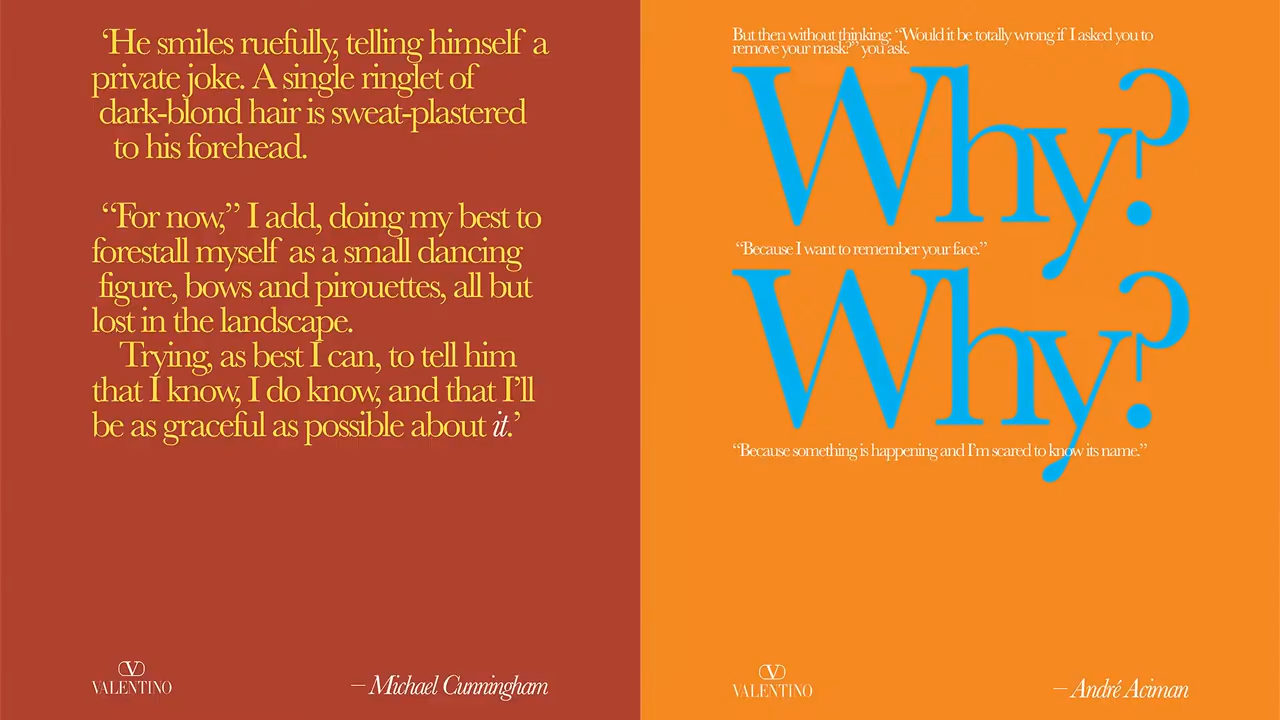 ‘He smiles ruefully, telling himself a
private joke. A single ringlet of
dark-blond hair is sweat-plastered
to his forehead.
“For now,” I add, doing my best to
forestall myself as a small dancing
figure, bows and pirouettes, all but
lost in the landscape.
Trying, as best I can, to tell him
that I know, I do know, and that I’ll
be as graceful as possible about it.’
V
VALENTINO
— Michael Cunningham
But then without thinking: “Would it be totally wrong if I asked you to
remove your mask?” you ask.
Why?
“Because I want to remember your face.”
Why?
“Because something is happening and I’m scared to know its name.”
V
VALENTINO
— André Aciman